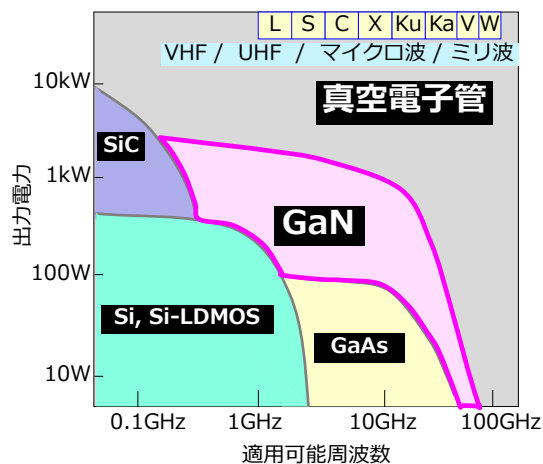 L S C X Ku Ka V W
VHF / UHF / マイクロ波 / ミリ波
真空電子管
10kW
SiC
1kW
出力電力
GaN
100W
Si, Si-LDMOS
GaAs
10W
0.1GHz 1GHz 10GHz 100GHz
適用可能周波数